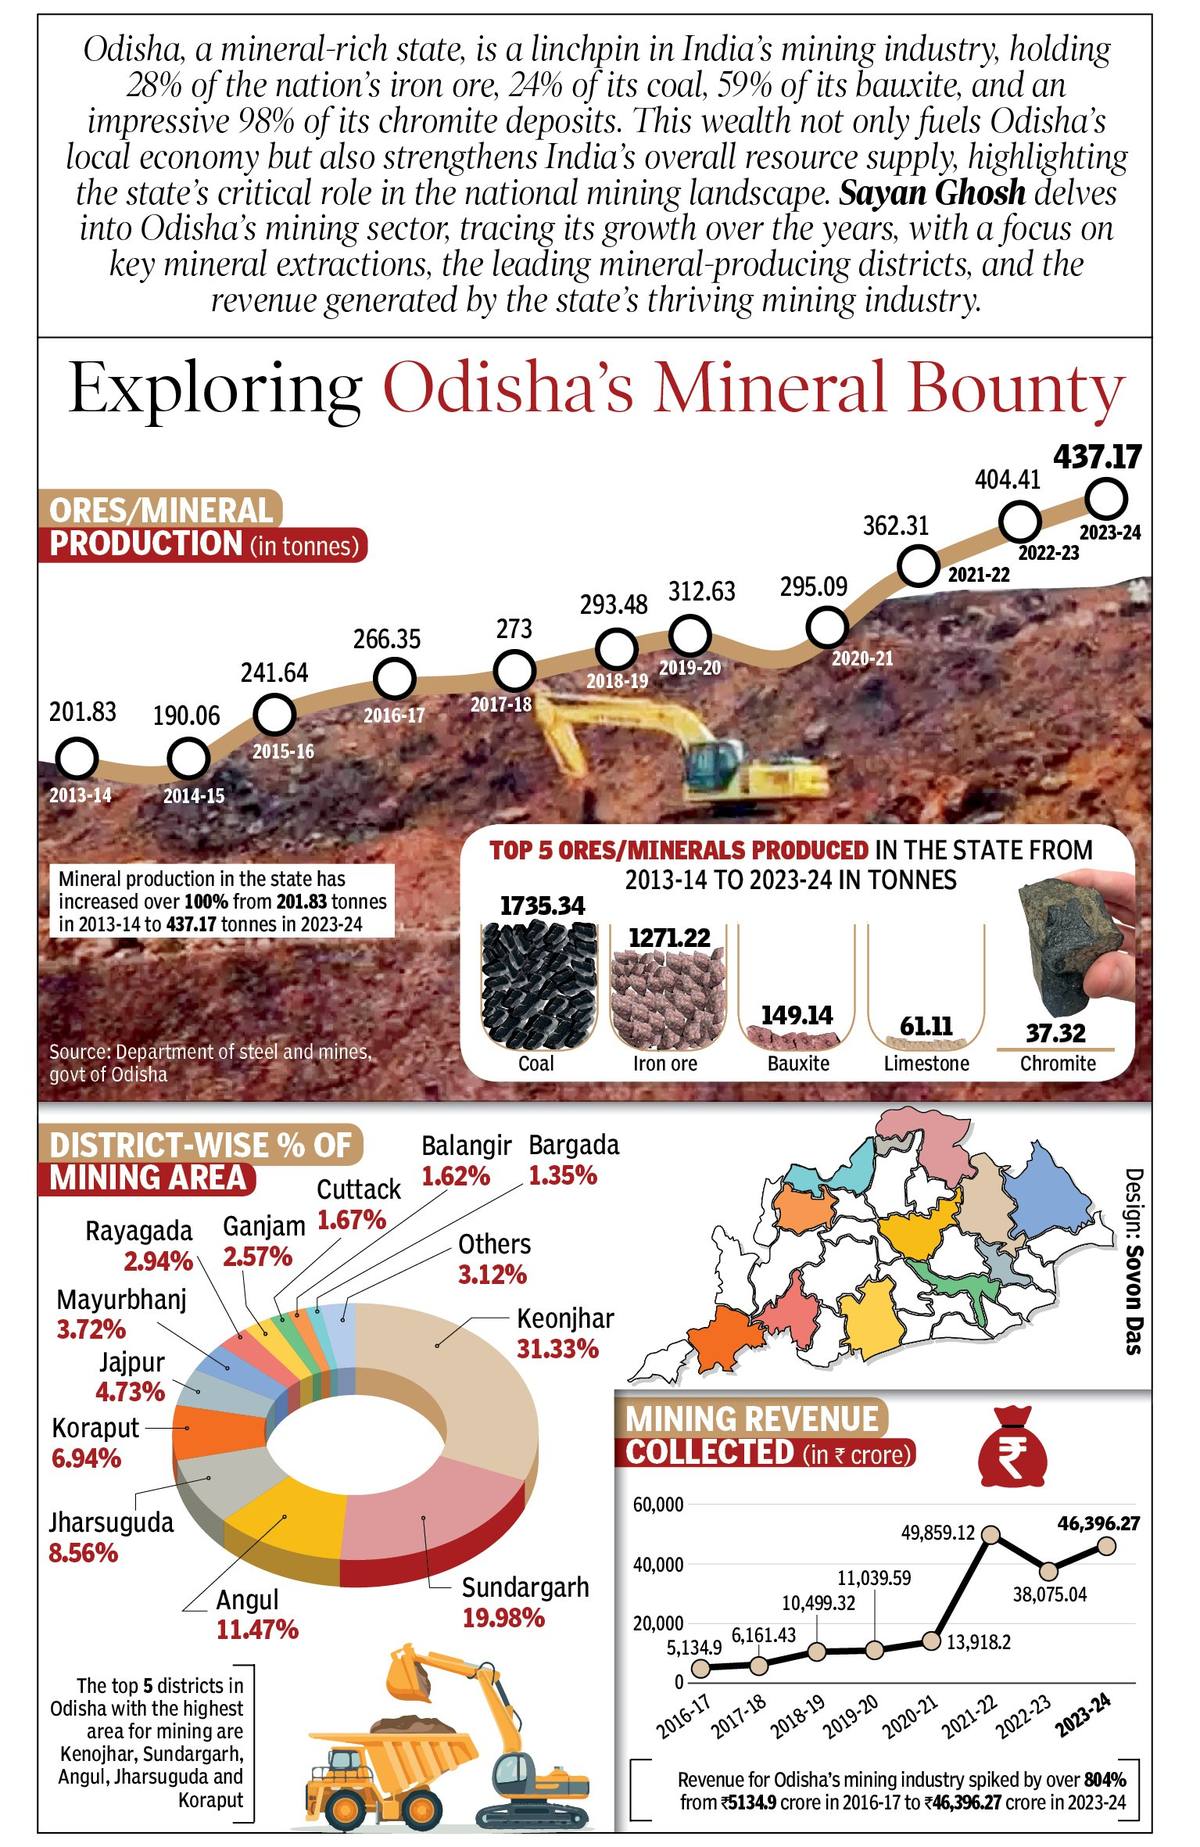 Odisha, a mineral-rich state, is a linchpin in India's mining industry, holding
28% of the nation's iron ore, 24% of its coal, 59% of its bauxite, and an
impressive 98% of its chromite deposits. This wealth not only fuels Odisha's
local economy but also strengthens India's overall resource supply, highlighting
the state's critical role in the national mining landscape. Sayan Ghosh delves
into Odisha's mining sector, tracing its growth over the years, with a focus on
key mineral extractions, the leading mineral-producing districts, and the
revenue generated by the state's thriving mining industry.
Exploring Odisha's Mineral Bounty
ORES/MINERAL
PRODUCTION (in tonnes)
201.83
2013-14
190.06
2014-15
241.64
2015-16
266.35
2016-17
273
2017-18
293.48
2018-19
312.63
2019-20
295.09
2020-21
362.31
2021-22
404.41
2022-23
437.17
2023-24
Mineral production in the state has
increased over 100% from 201.83 tonnes
in 2013-14 to 437.17 tonnes in 2023-24
Source: Department of steel and mines,
govt of Odisha
TOP 5 ORES/MINERALS PRODUCED IN THE STATE FROM
2013-14 TO 2023-24 IN TONNES
1735.34
Coal
1271.22
Iron ore
149.14
Bauxite
61.11
Limestone
37.32
Chromite
DISTRICT-WISE % OF
MINING AREA
Balangir
1.62%
Bargada
1.35%
Cuttack
1.67%
Ganjam
2.57%
Rayagada
2.94%
Others
3.12%
Mayurbhanj
3.72%
Keonjhar
31.33%
Jajpur
4.73%
Koraput
6.94%
Jharsuguda
8.56%
Angul
11.47%
Sundargarh
19.98%
The top 5 districts in
Odisha with the highest
area for mining are
Kenojhar, Sundargarh,
Angul, Jharsuguda and
Koraput
Design: Sovon Das
MINING REVENUE
COLLECTED (in ₹ crore)
₹
60,000
40,000
20,000
0
5,134.9
6,161.43
10,499.32
11,039.59
13,918.2
49,859.12
38,075.04
46,396.27
2016-17
2017-18
2018-19
2019-20
2020-21
2021-22
2022-23
2023-24
Revenue for Odisha's mining industry spiked by over 804%
from ₹5134.9 crore in 2016-17 to ₹46,396.27 crore in 2023-24